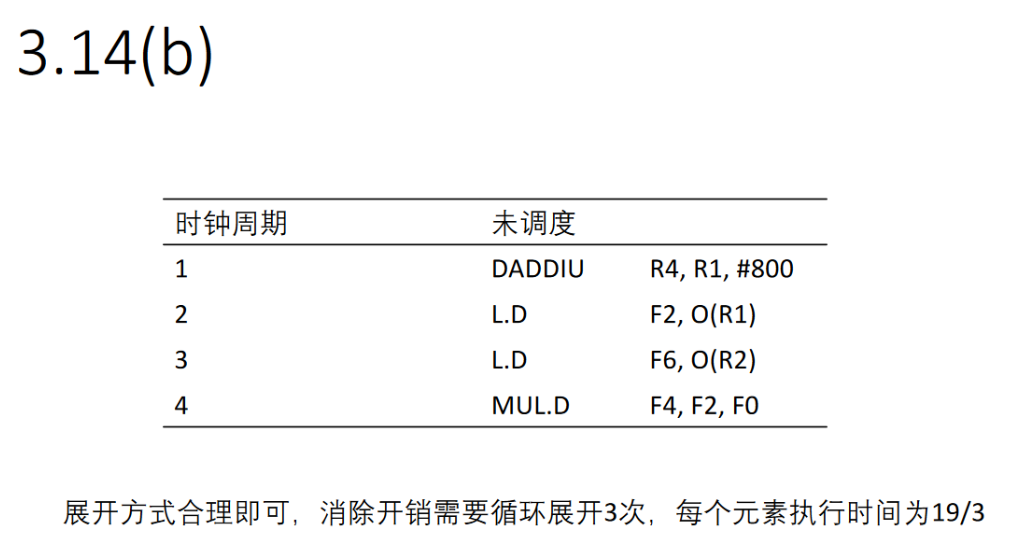 3.14(b)
时钟周期 未调度
1 DADDIU R4, R1, #800
2 L.D F2, O(R1)
3 L.D F6, O(R2)
4 MUL.D F4, F2, F0
展开方式合理即可，消除开销需要循环展开3次，每个元素执行时间为19/3